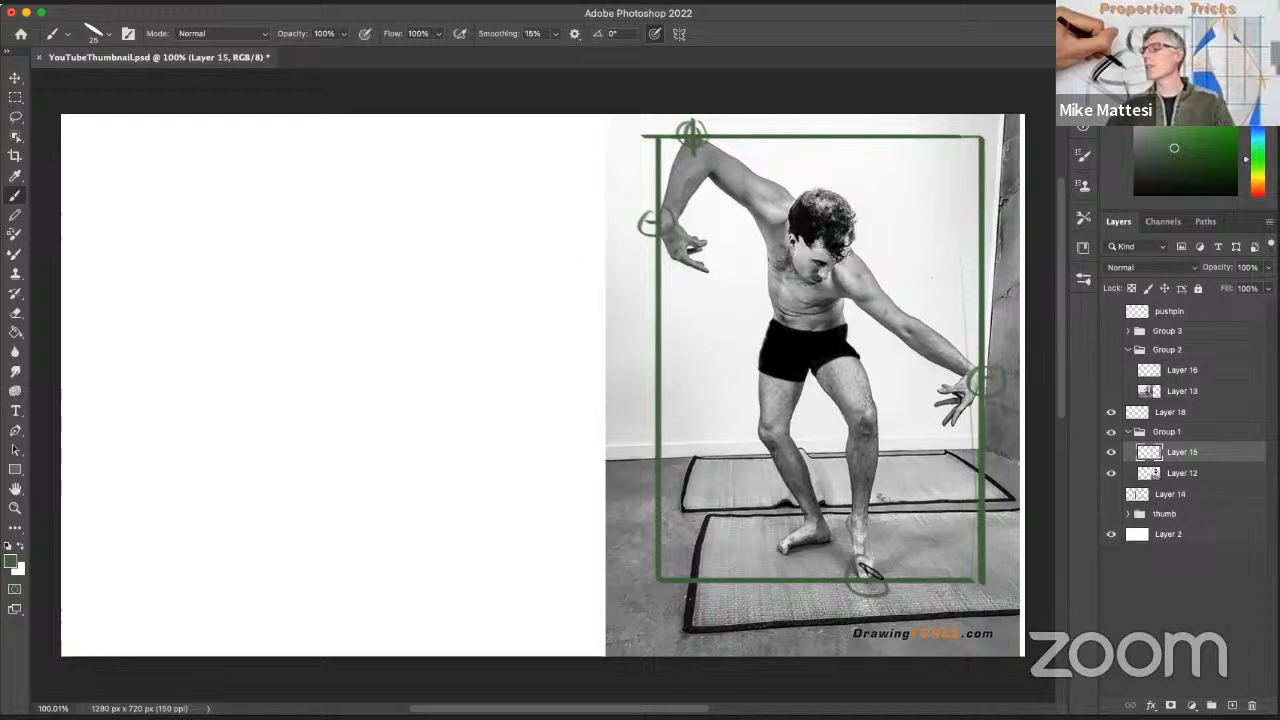 Adobe Photoshop 2022
25
Mode: Normal
Opacity: 100%
Flow: 100%
Smoothing: 15%
0°
YouTubeThumbnail.psd @ 100% (Layer 15, RGB/8) *
Proportion Tricks
Mike Mattesi
Layers
Channels
Paths
Kind
Normal
Opacity: 100%
Lock:
Fill: 100%
pushpin
Group 3
Group 2
Layer 16
Layer 13
Layer 18
Group 1
Layer 15
Layer 12
Layer 14
thumb
Layer 2
DrawingFORCE.com
zoom
100.01%
1280 px x 720 px (150 ppi)
fx